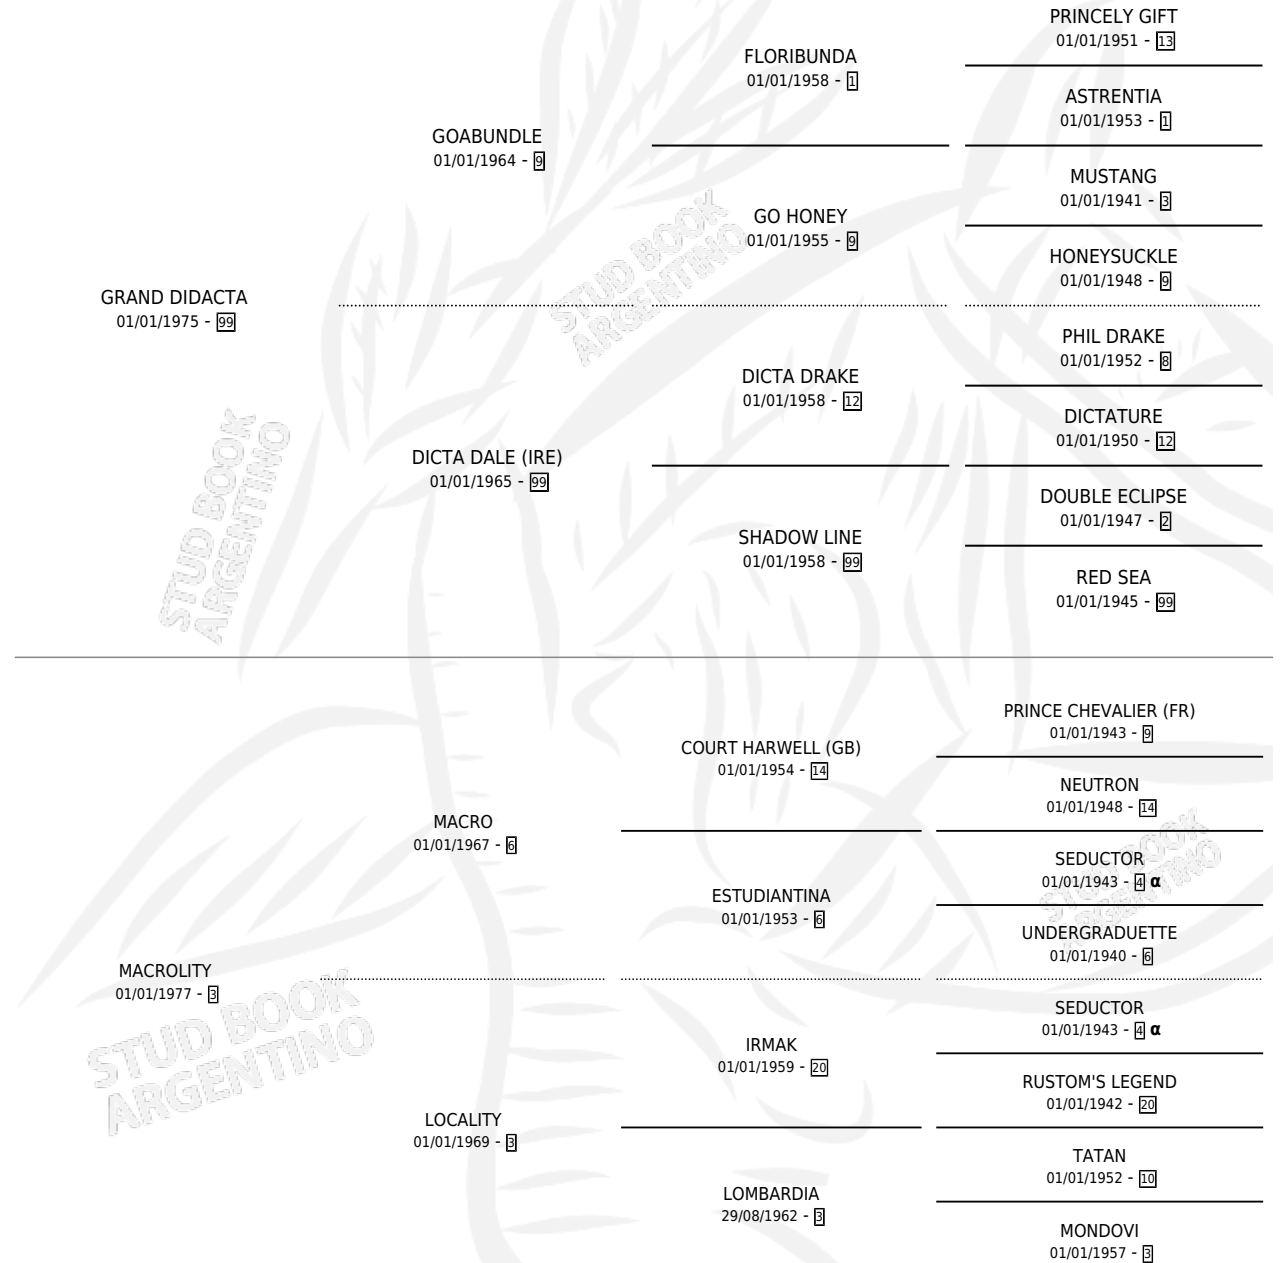 PRINCELY GIFT
01/01/1951 - 13
FLORIBUNDA
01/01/1958 - 1
ASTRENTIA
01/01/1953 - 1
GOABUNDLE
01/01/1964 - 9
MUSTANG
01/01/1941 - 3
GO HONEY
01/01/1955 - 9
HONEYSUCKLE
01/01/1948 - 9
STUD BOOK
ARGENTINO
GRAND DIDACTA
01/01/1975 - 99
PHIL DRAKE
01/01/1952 - 8
DICTA DRAKE
01/01/1958 - 12
DICTATURE
01/01/1950 - 12
DICTA DALE (IRE)
01/01/1965 - 99
DOUBLE ECLIPSE
01/01/1947 - 2
SHADOW LINE
01/01/1958 - 99
RED SEA
01/01/1945 - 99
STUD BOOK
ARGENTINO
PRINCE CHEVALIER (FR)
01/01/1943 - 9
COURT HARWELL (GB)
01/01/1954 - 14
NEUTRON
01/01/1948 - 14
MACRO
01/01/1967 - 6
SEDUCTOR
01/01/1943 - 4 α
ESTUDIANTINA
01/01/1953 - 6
UNDERGRADUETTE
01/01/1940 - 6
STUD BOOK
ARGENTINO
MACROLITY
01/01/1977 - 3
SEDUCTOR
01/01/1943 - 4 α
IRMAK
01/01/1959 - 20
RUSTOM'S LEGEND
01/01/1942 - 20
STUD BOOK
ARGENTINO
LOCALITY
01/01/1969 - 3
TATAN
01/01/1952 - 10
LOMBARDIA
29/08/1962 - 3
MONDOVI
01/01/1957 - 3